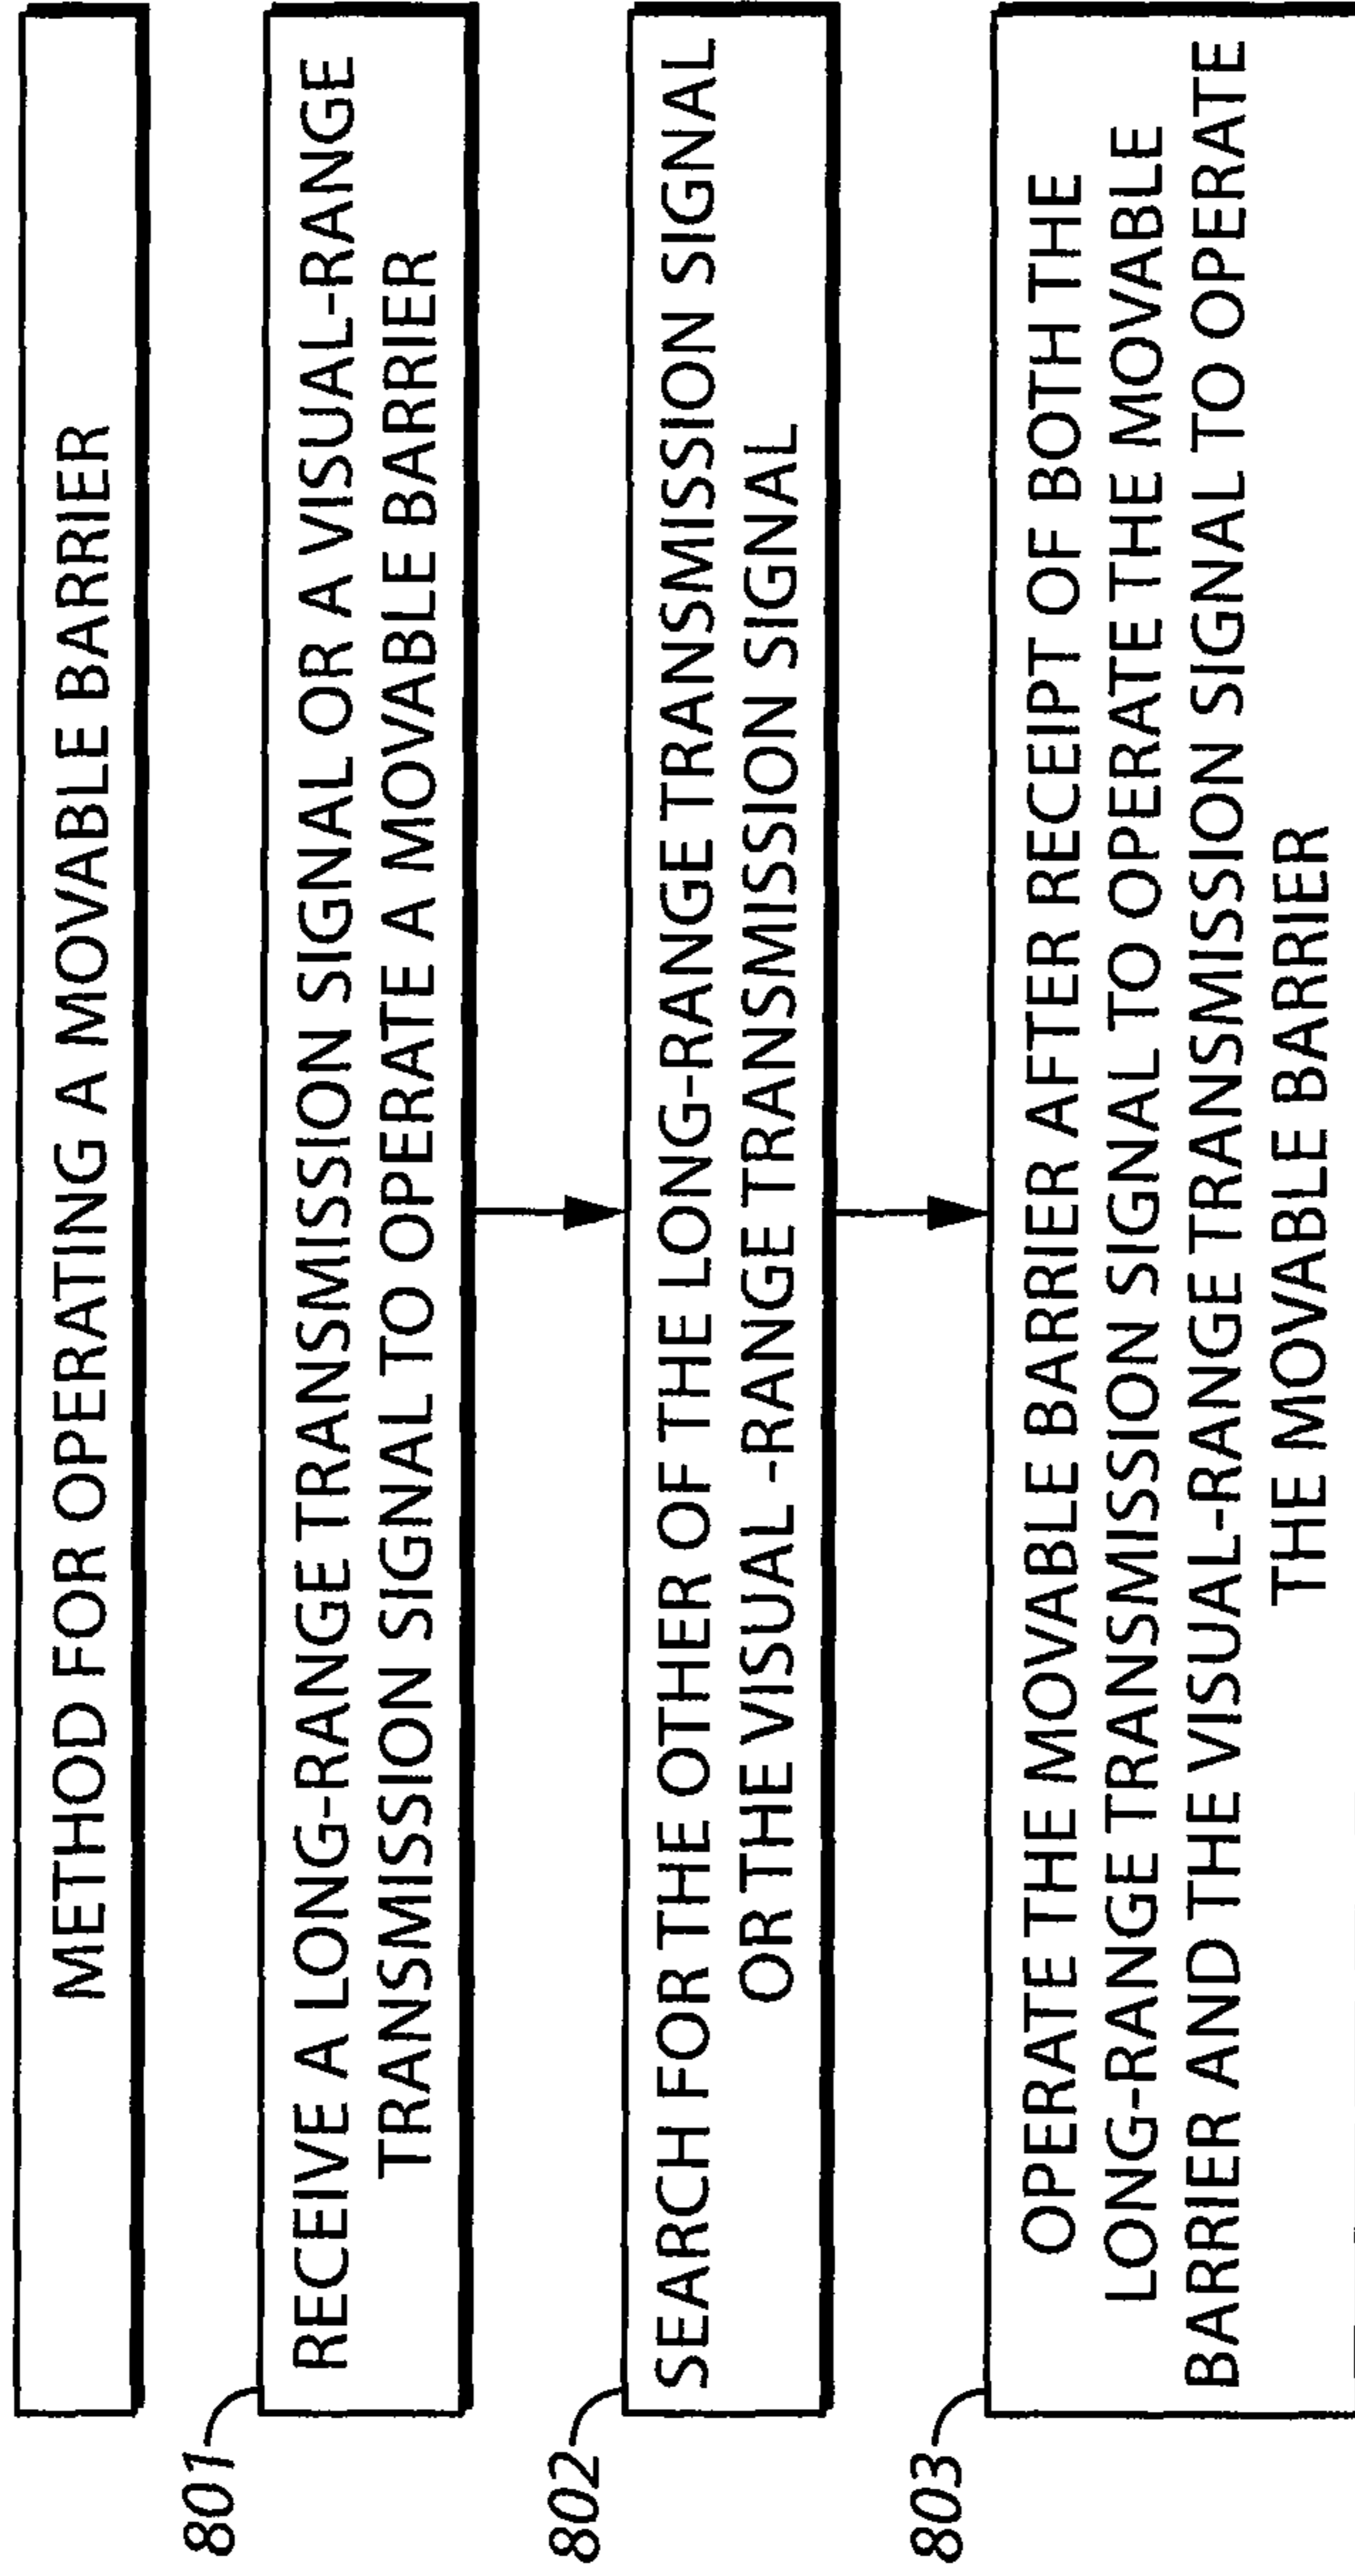 METHOD FOR OPERATING A MOVABLE BARRIER
801
RECEIVE A LONG-RANGE TRANSMISSION SIGNAL OR A VISUAL-RANGE
TRANSMISSION SIGNAL TO OPERATE A MOVABLE BARRIER
802
SEARCH FOR THE OTHER OF THE LONG-RANGE TRANSMISSION SIGNAL
OR THE VISUAL -RANGE TRANSMISSION SIGNAL
803
OPERATE THE MOVABLE BARRIER AFTER RECEIPT OF BOTH THE
LONG-RANGE TRANSMISSION SIGNAL TO OPERATE THE MOVABLE
BARRIER AND THE VISUAL-RANGE TRANSMISSION SIGNAL TO OPERATE
THE MOVABLE BARRIER